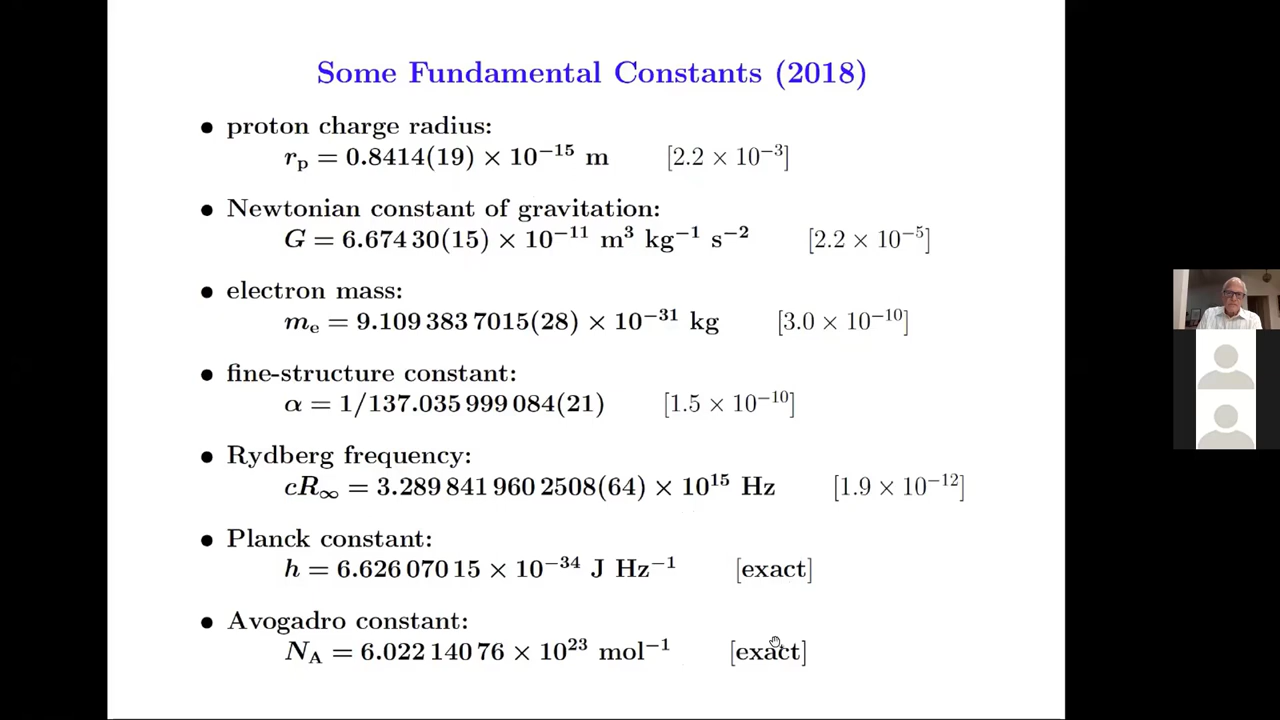 Some Fundamental Constants (2018)
• proton charge radius:
r_p = 0.8414(19) × 10⁻¹⁵ m [2.2 × 10⁻³]
• Newtonian constant of gravitation:
G = 6.674 30(15) × 10⁻¹¹ m³ kg⁻¹ s⁻² [2.2 × 10⁻⁵]
• electron mass:
m_e = 9.109 383 7015(28) × 10⁻³¹ kg [3.0 × 10⁻¹⁰]
• fine-structure constant:
α = 1/137.035 999 084(21) [1.5 × 10⁻¹⁰]
• Rydberg frequency:
cR_∞ = 3.289 841 960 2508(64) × 10¹⁵ Hz [1.9 × 10⁻¹²]
• Planck constant:
h = 6.626 070 15 × 10⁻³⁴ J Hz⁻¹ [exact]
• Avogadro constant:
N_A = 6.022 140 76 × 10²³ mol⁻¹ [exact]